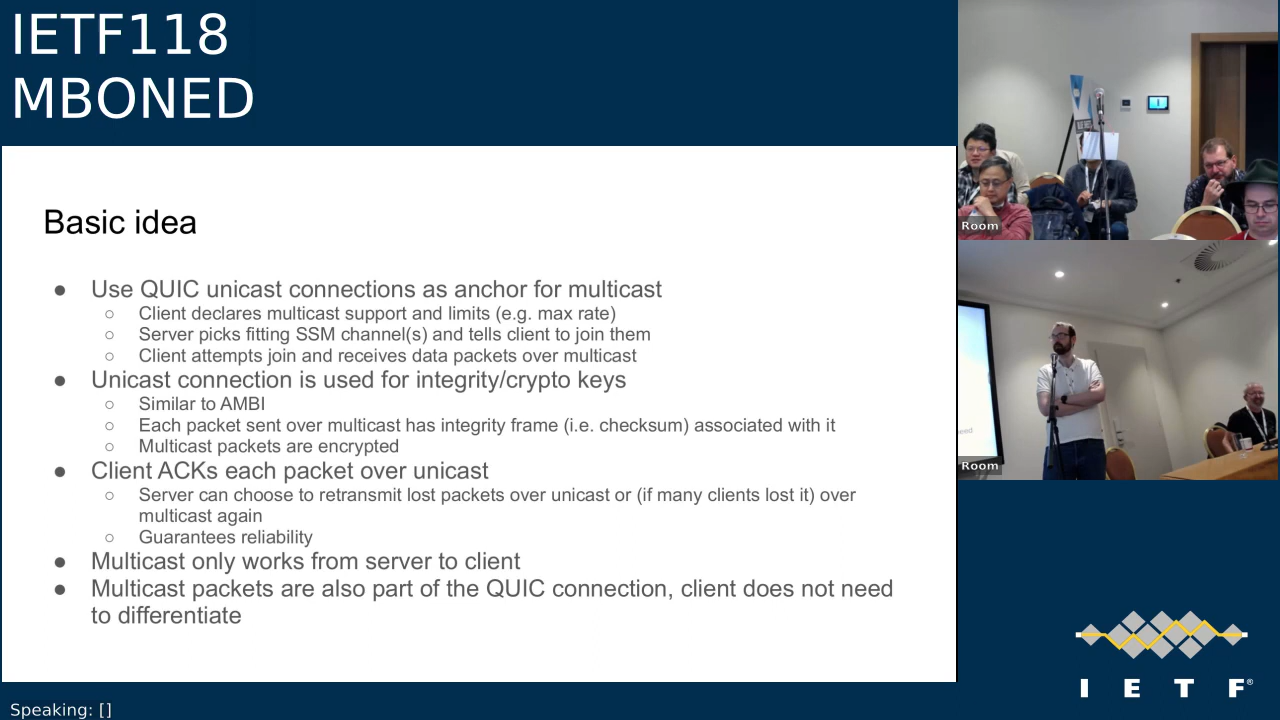 IETF118
MBONED
Basic idea
● Use QUIC unicast connections as anchor for multicast
○ Client declares multicast support and limits (e.g. max rate)
○ Server picks fitting SSM channel(s) and tells client to join them
○ Client attempts join and receives data packets over multicast
● Unicast connection is used for integrity/crypto keys
○ Similar to AMBI
○ Each packet sent over multicast has integrity frame (i.e. checksum) associated with it
○ Multicast packets are encrypted
● Client ACKs each packet over unicast
○ Server can choose to retransmit lost packets over unicast or (if many clients lost it) over
multicast again
○ Guarantees reliability
● Multicast only works from server to client
● Multicast packets are also part of the QUIC connection, client does not need
to differentiate
Room
Room
I E T F®
Speaking: []